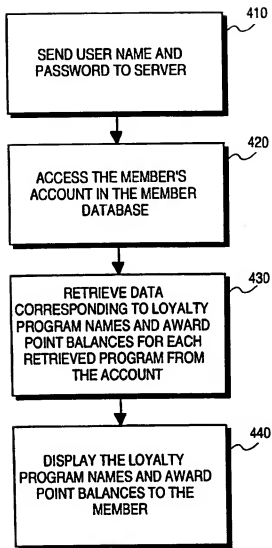 410
SEND USER NAME AND
PASSWORD TO SERVER
420
ACCESS THE MEMBER'S
ACCOUNT IN THE MEMBER
DATABASE
430
RETRIEVE DATA
CORRESPONDING TO LOYALTY
PROGRAM NAMES AND AWARD
POINT BALANCES FOR EACH
RETRIEVED PROGRAM FROM
THE ACCOUNT
440
DISPLAY THE LOYALTY
PROGRAM NAMES AND AWARD
POINT BALANCES TO THE
MEMBER